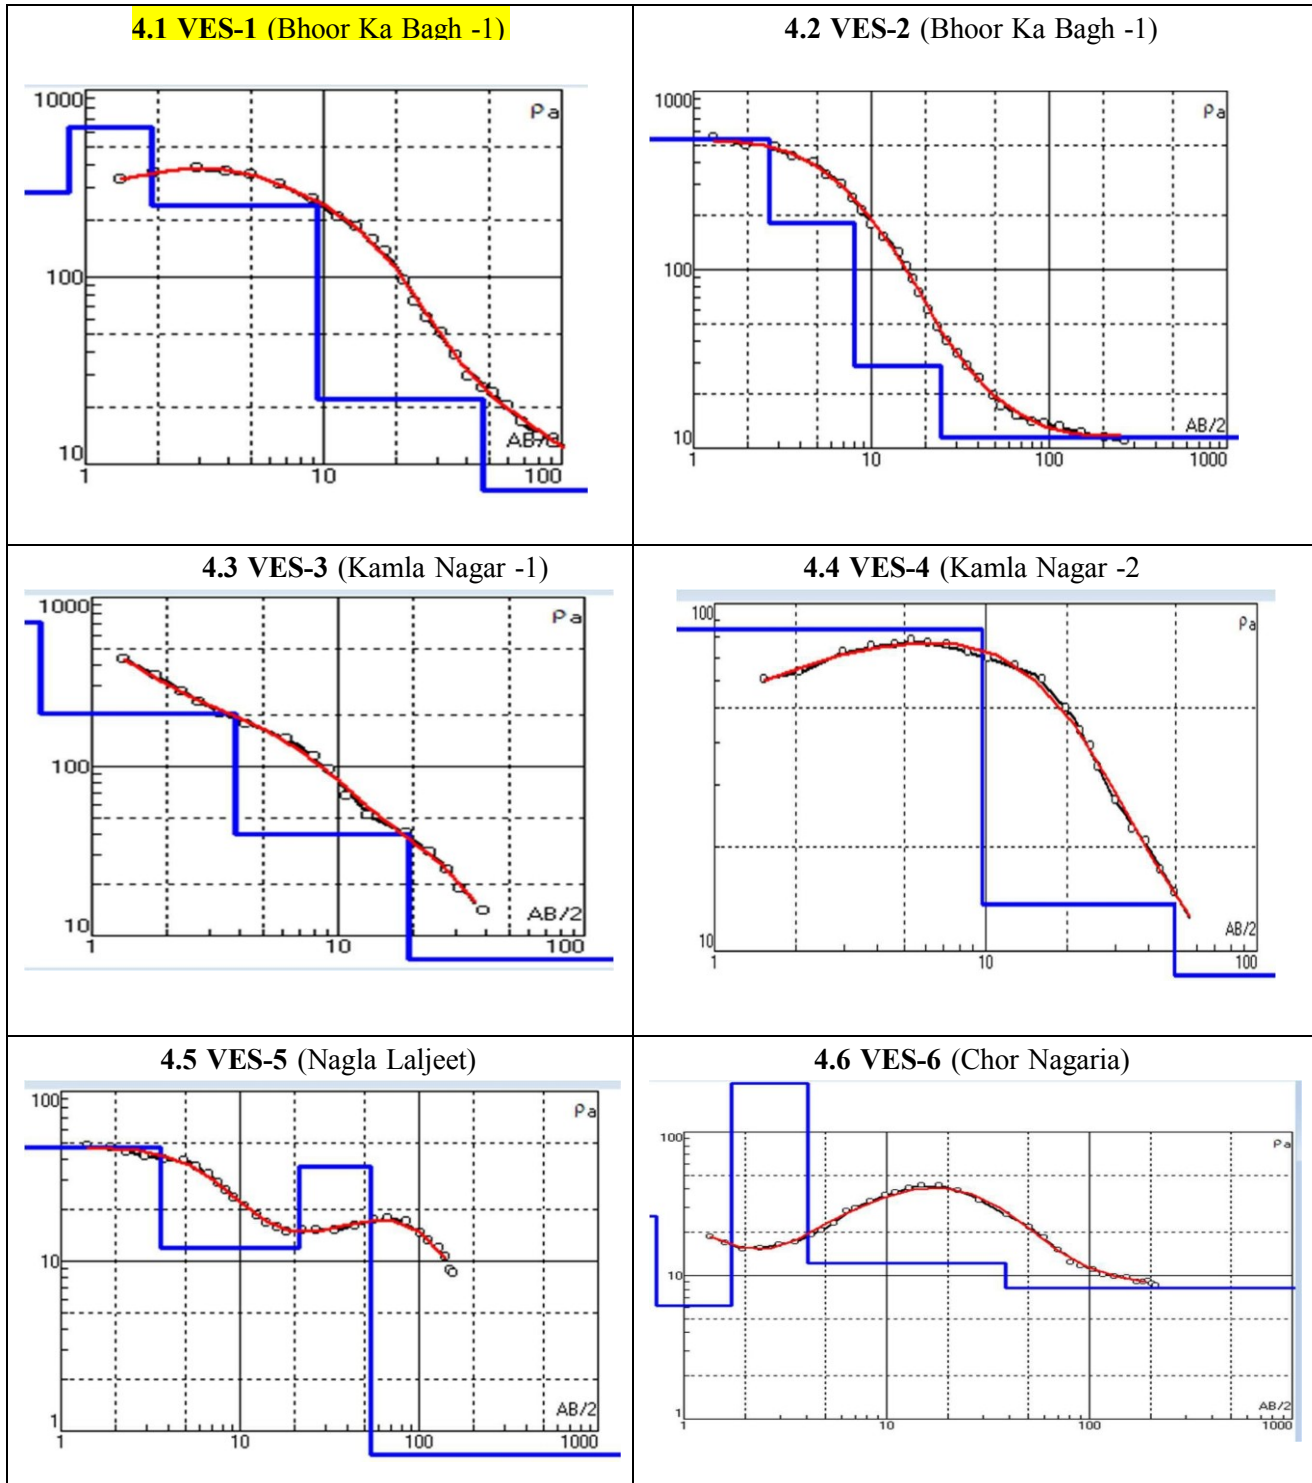 4.1 VES-1 (Bhoor Ka Bagh -1)
1000
ρa
100
10
AB/2
1
10
100
4.2 VES-2 (Bhoor Ka Bagh -1)
1000
ρa
100
10
AB/2
1
10
100
1000
4.3 VES-3 (Kamla Nagar -1)
1000
ρa
100
10
AB/2
1
10
100
4.4 VES-4 (Kamla Nagar -2
100
ρa
10
AB/2
1
10
100
4.5 VES-5 (Nagla Laljeet)
100
ρa
10
1
AB/2
1
10
100
1000
4.6 VES-6 (Chor Nagaria)
100
ρa
10
1
AB/2
1
10
100
1000